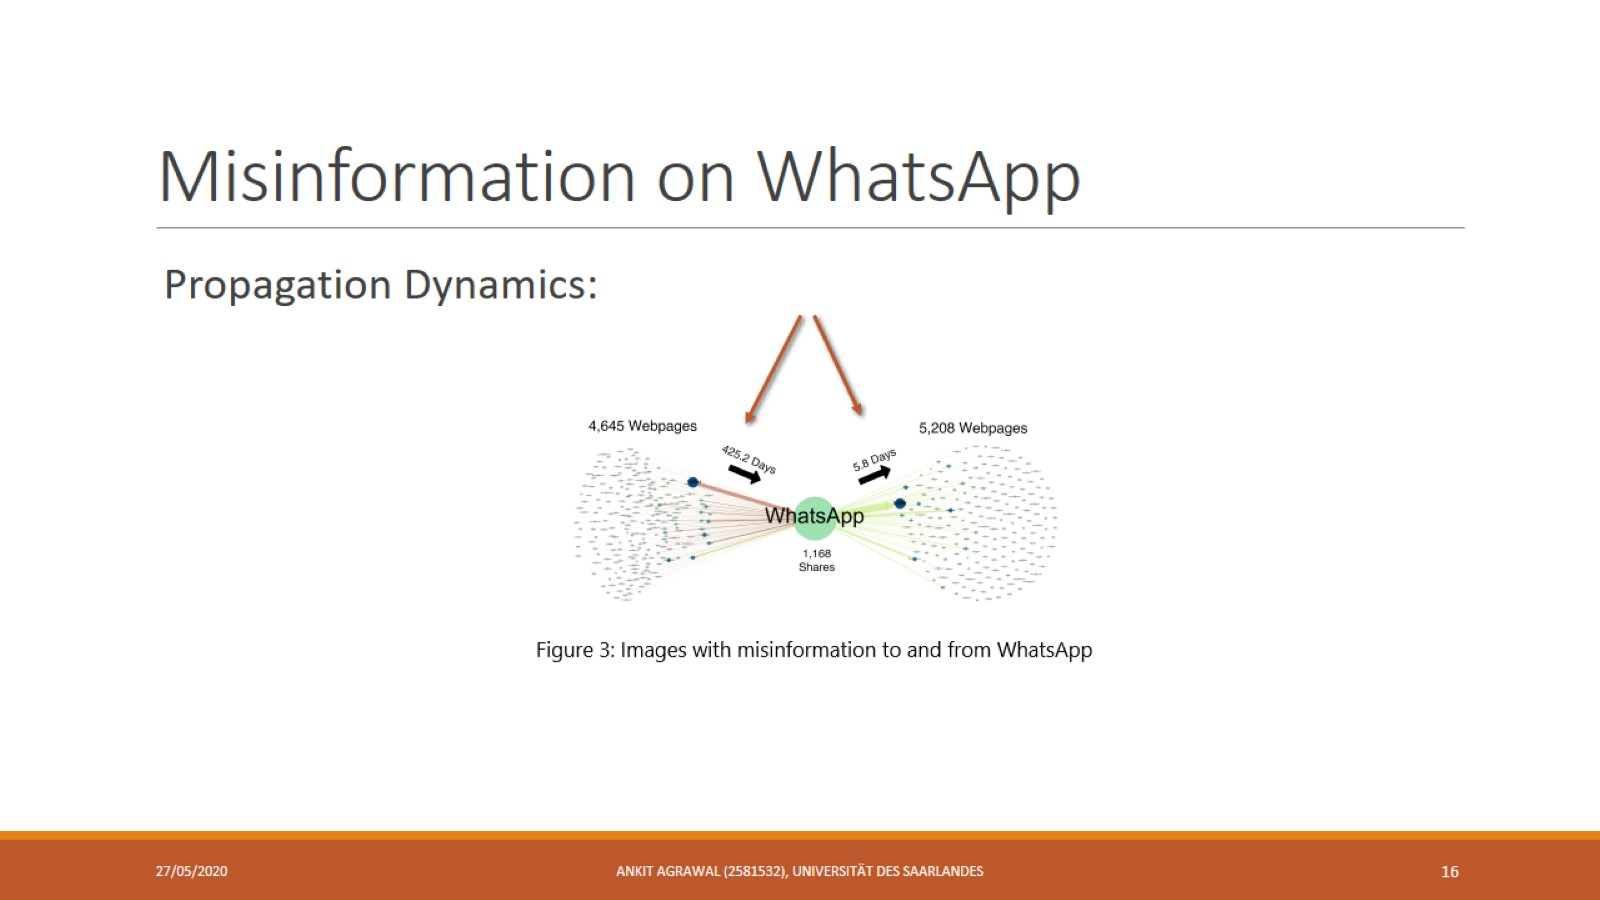 Misinformation on WhatsApp
Propagation Dynamics:
4,645 Webpages
5,208 Webpages
425.2 Days
5.8 Days
WhatsApp
1,168
Shares
Figure 3: Images with misinformation to and from WhatsApp
27/05/2020
ANKIT AGRAWAL (2581532), UNIVERSITÄT DES SAARLANDES
16